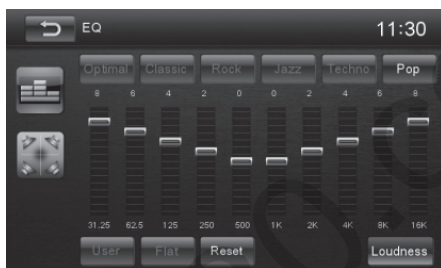 EQ 11:30
Optimal Classic Rock Jazz Techno Pop
8 6 4 2 0 0 2 4 6 8
31.25 62.5 125 250 500 1K 2K 4K 8K 16K
User Flat Reset Loudness